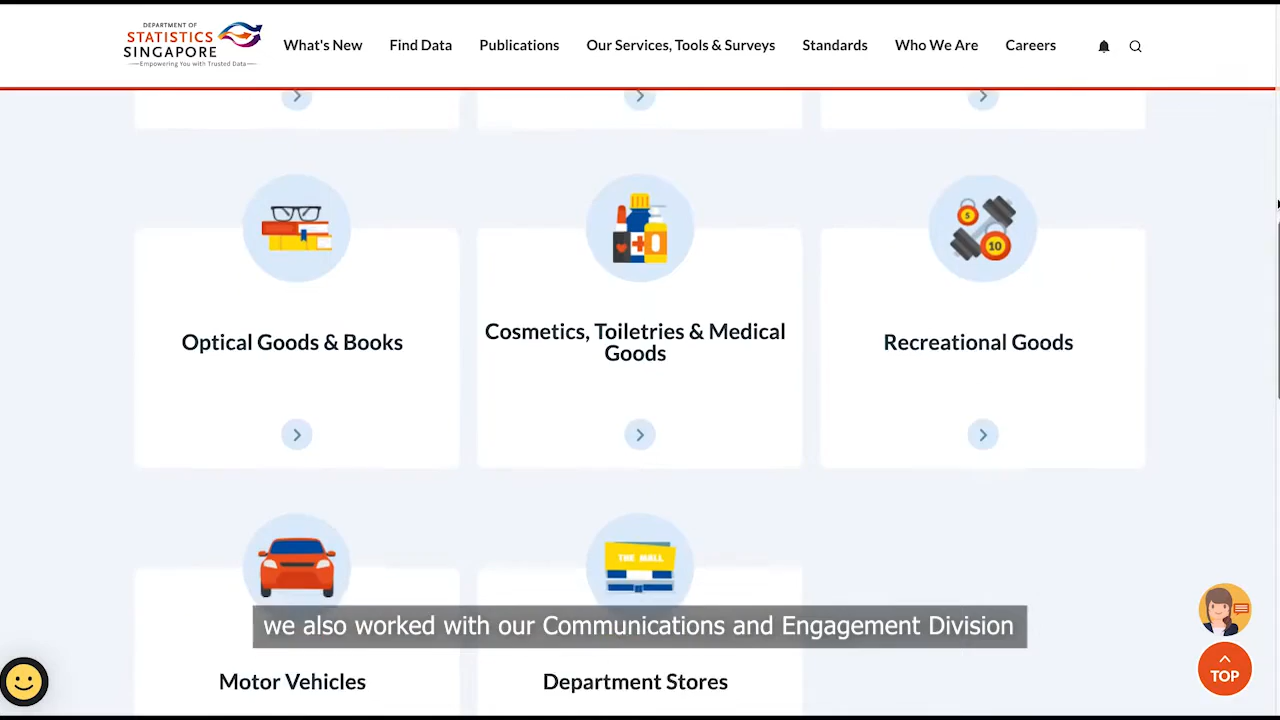 DEPARTMENT OF
STATISTICS
SINGAPORE
Empowering You with Trusted Data
What's New
Find Data
Publications
Our Services, Tools & Surveys
Standards
Who We Are
Careers
5
10
Optical Goods & Books
Cosmetics, Toiletries & Medical
Goods
Recreational Goods
THE MALL
we also worked with our Communications and Engagement Division
Motor Vehicles
Department Stores
TOP